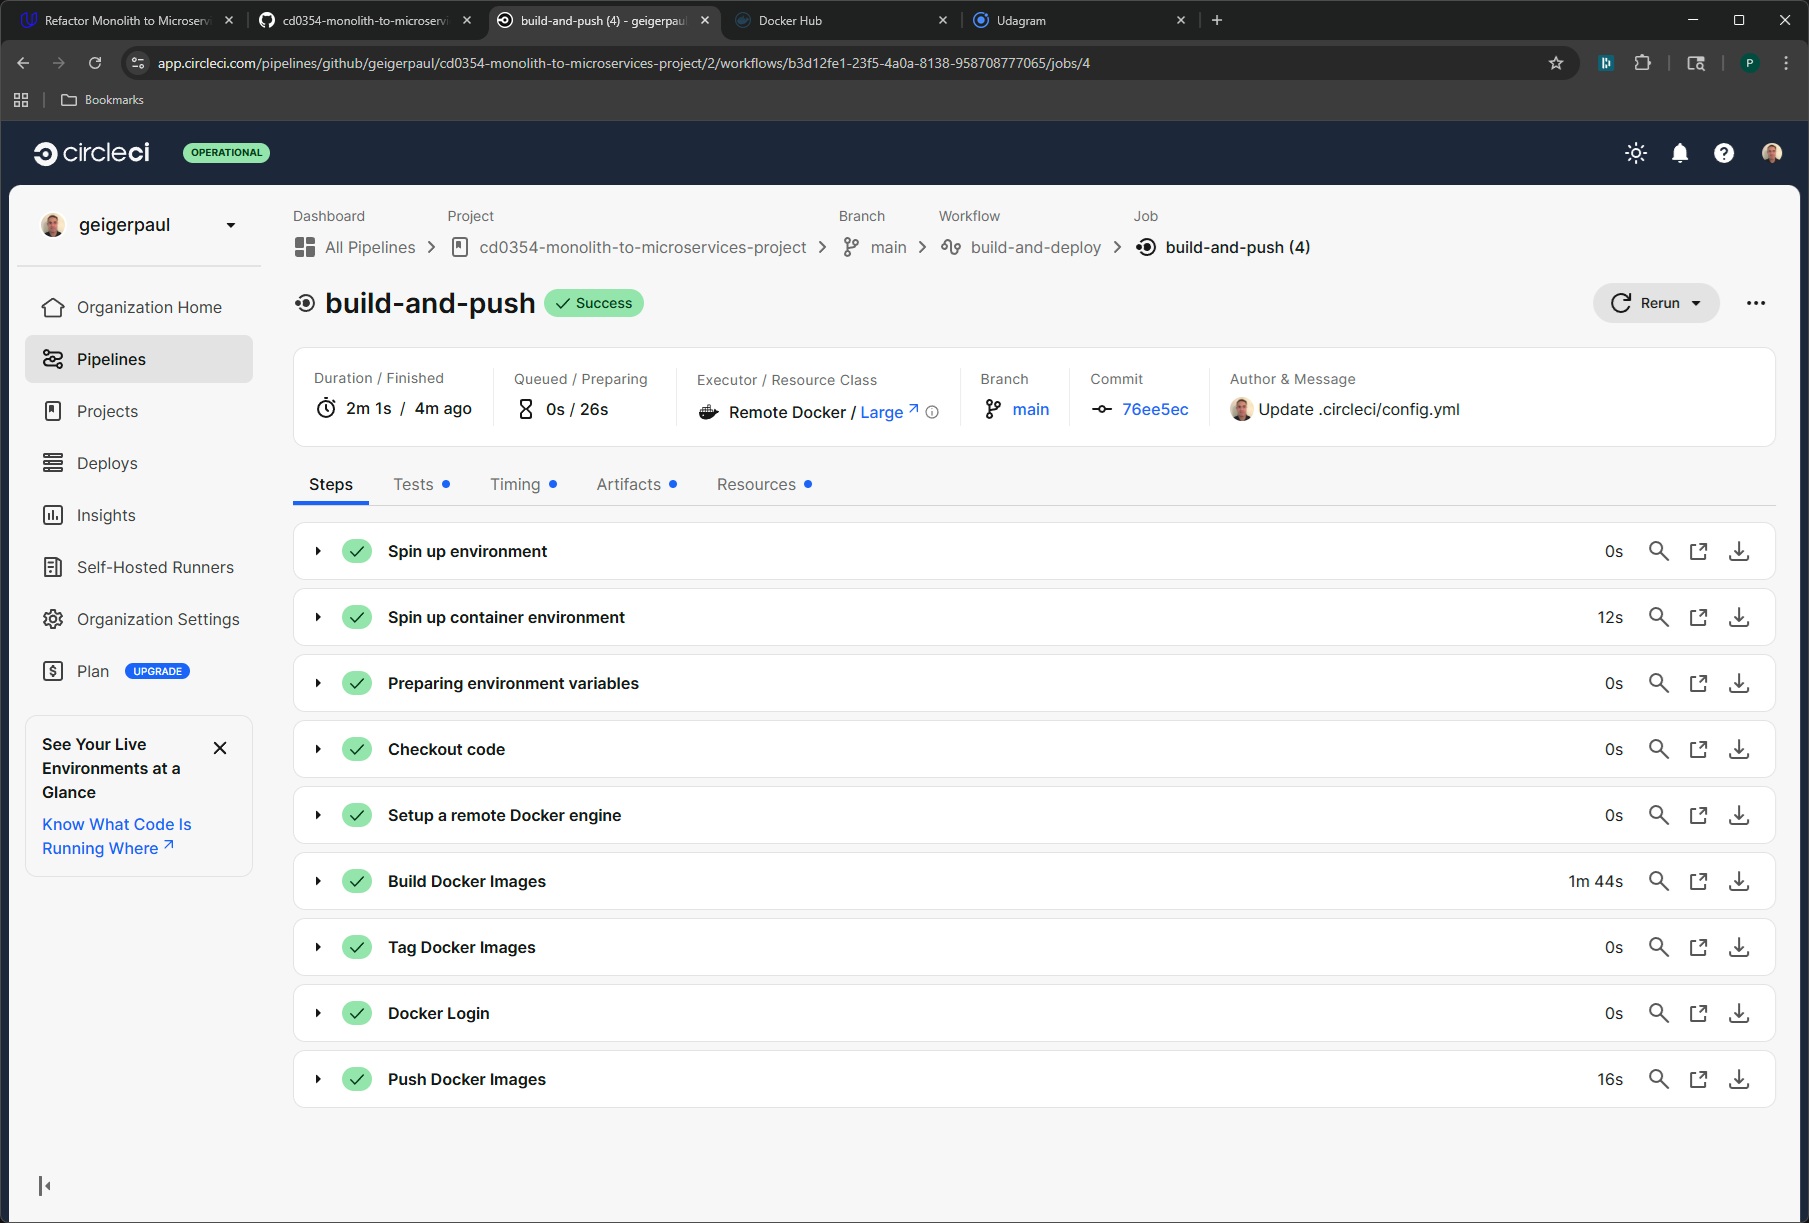 Refactor Monolith to Microserv
cd0354-monolith-to-microservi
build-and-push (4) - geigerpaul
Docker Hub
Udagram
app.circleci.com/pipelines/github/geigerpaul/cd0354-monolith-to-microservices-project/2/workflows/b3d12fe1-23f5-4a0a-8138-958708777065/jobs/4
P
Bookmarks
circleci
OPERATIONAL
geigerpaul
Organization Home
Pipelines
Projects
Deploys
Insights
Self-Hosted Runners
Organization Settings
Plan UPGRADE
See Your Live
Environments at a
Glance
Know What Code Is
Running Where
Dashboard Project Branch Workflow Job
All Pipelines cd0354-monolith-to-microservices-project main build-and-deploy build-and-push (4)
build-and-push Success
Rerun
Duration / Finished
2m 1s / 4m ago
Queued / Preparing
0s / 26s
Executor / Resource Class
Remote Docker / Large
Branch
main
Commit
76ee5ec
Author & Message
Update .circleci/config.yml
Steps Tests Timing Artifacts Resources
Spin up environment 0s
Spin up container environment 12s
Preparing environment variables 0s
Checkout code 0s
Setup a remote Docker engine 0s
Build Docker Images 1m 44s
Tag Docker Images 0s
Docker Login 0s
Push Docker Images 16s